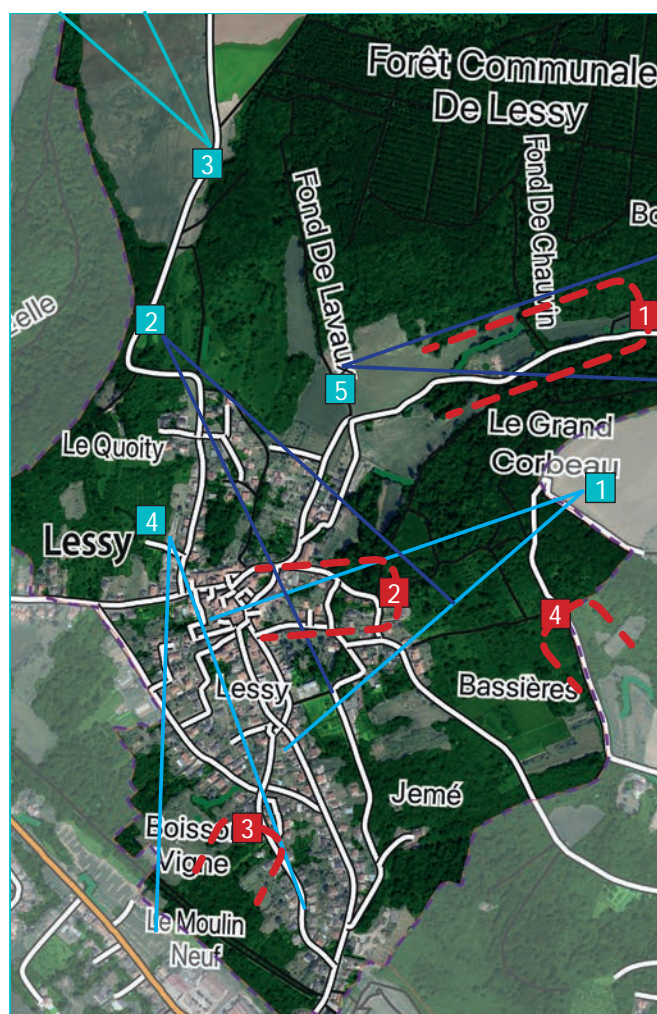 Forêt Communale
De Lessy
3
Fond De Lavau
Fond De Chauvin
Bo
elle
2
1
5
Le Grand
Corbeau
Le Quoity
1
4
Lessy
2
4
Lessy
Bassières
Jemé
3
Boisson
Vigne
Le Moulin
Neuf